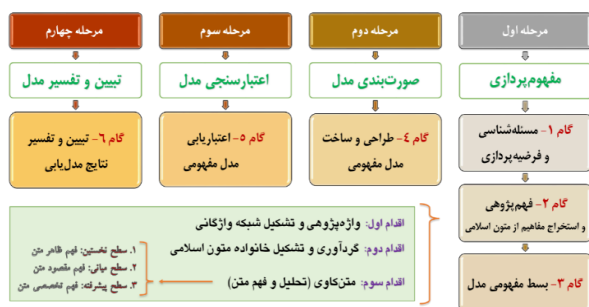 مرحله اول
مفهوم‌پردازی
گام ۱- مسئله‌شناسی
و فرضیه‌پردازی
گام ۲- فهم‌پژوهی
و استخراج مفاهیم از متون اسلامی
گام ۳- بسط مفهومی مدل
مرحله دوم
صورت‌بندی مدل
گام ٤- طراحی و ساخت
مدل مفهومی
مرحله سوم
اعتبارسنجی مدل
گام ٥- اعتباریابی
مدل مفهومی
مرحله چهارم
تبیین و تفسیر مدل
گام ٦- تبیین و تفسیر
نتایج مدل‌یابی
اقدام اول: واژه‌پژوهی و تشکیل شبکه واژگانی
اقدام دوم: گردآوری و تشکیل خانواده متون اسلامی
اقدام سوم: متن‌کاوی (تحلیل و فهم متن)
۱. سطح نخستین: فهم ظاهر متن
۲. سطح میانی: فهم مقصود متن
۳. سطح پیشرفته: فهم تخصصی متن